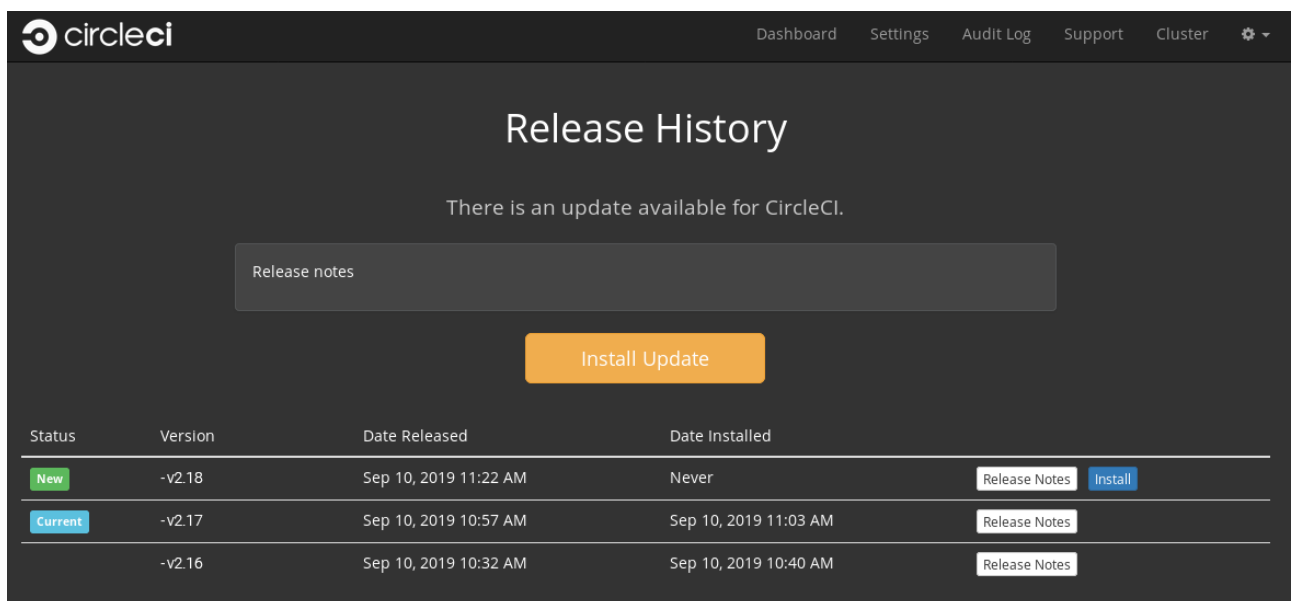 circleci Dashboard Settings Audit Log Support Cluster
Release History
There is an update available for CircleCI.
Release notes
Install Update
Status Version Date Released Date Installed
New -v2.18 Sep 10, 2019 11:22 AM Never Release Notes Install
Current -v2.17 Sep 10, 2019 10:57 AM Sep 10, 2019 11:03 AM Release Notes
-v2.16 Sep 10, 2019 10:32 AM Sep 10, 2019 10:40 AM Release Notes